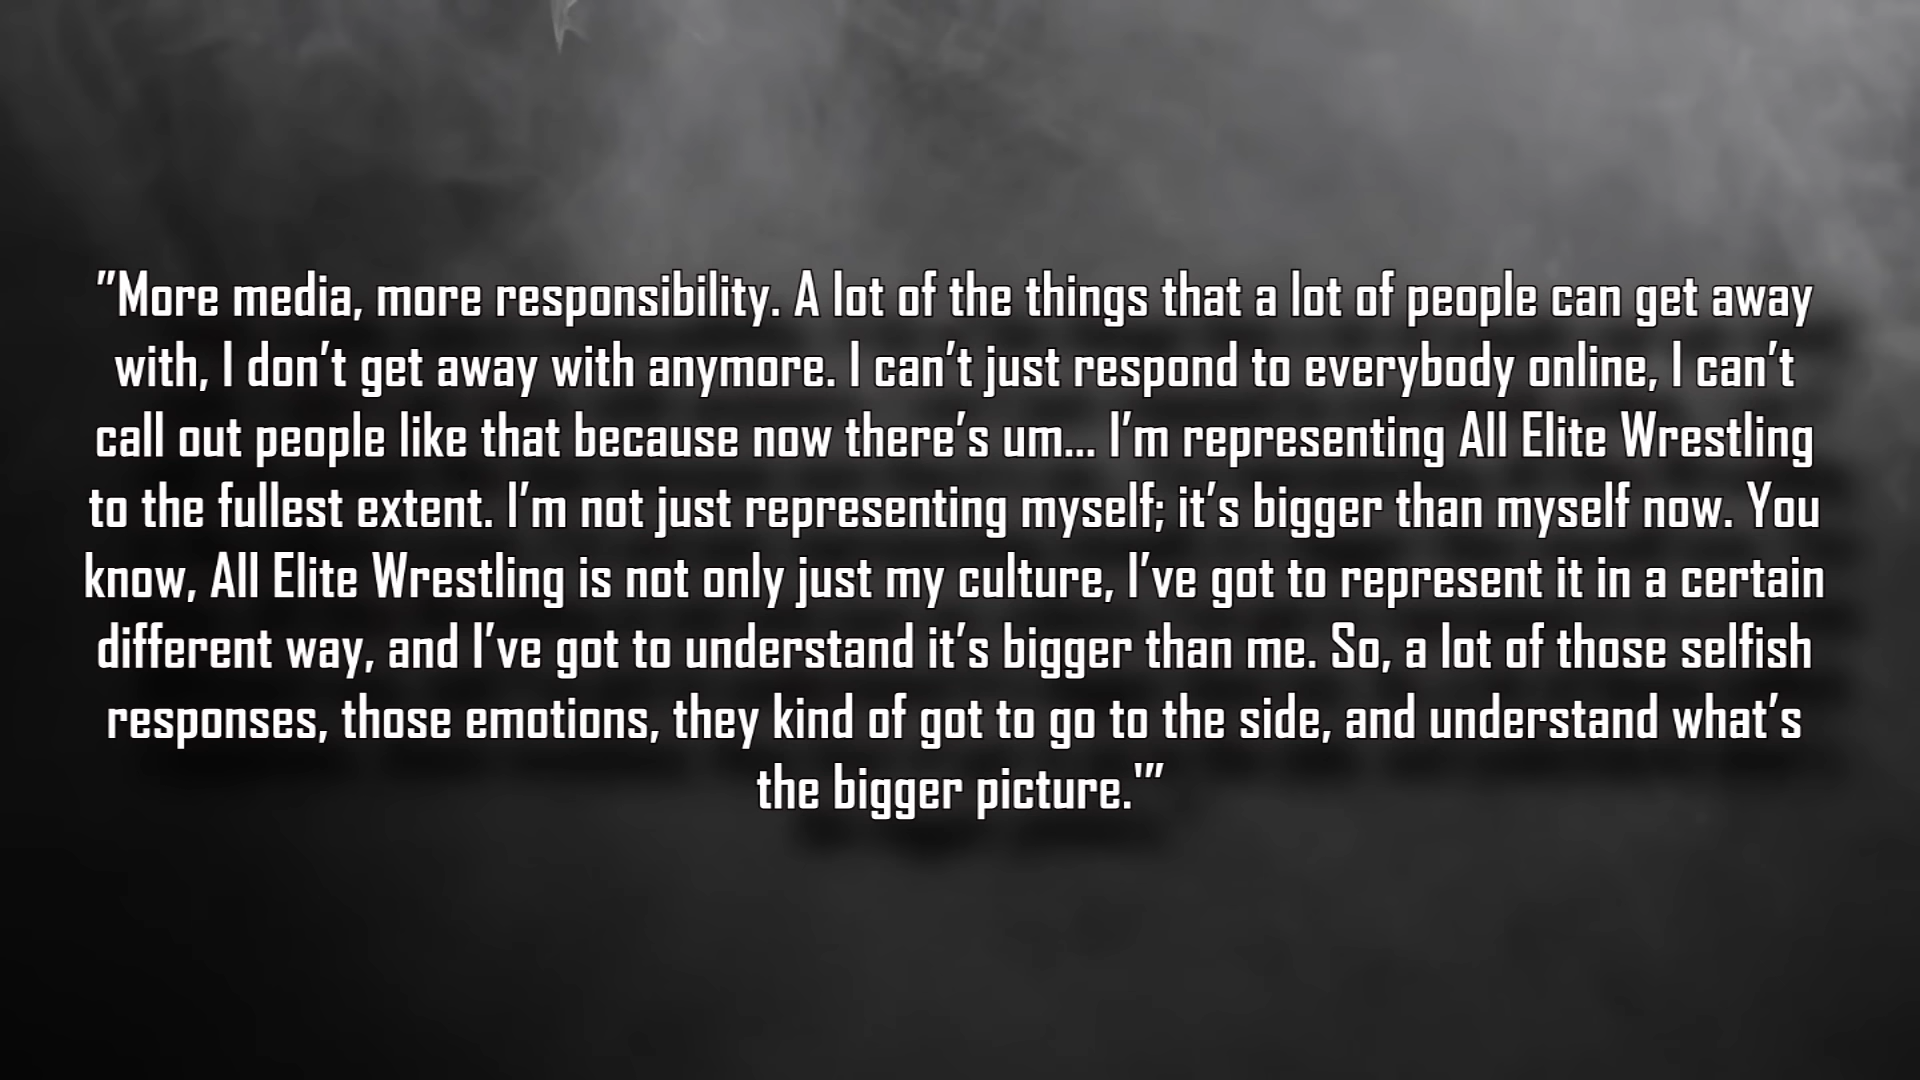 "More media, more responsibility. A lot of the things that a lot of people can get away
with, I don't get away with anymore. I can't just respond to everybody online, I can't
call out people like that because now there's um... I'm representing All Elite Wrestling
to the fullest extent. I'm not just representing myself; it's bigger than myself now. You
know, All Elite Wrestling is not only just my culture, I've got to represent it in a certain
different way, and I've got to understand it's bigger than me. So, a lot of those selfish
responses, those emotions, they kind of got to go to the side, and understand what's
the bigger picture.'"